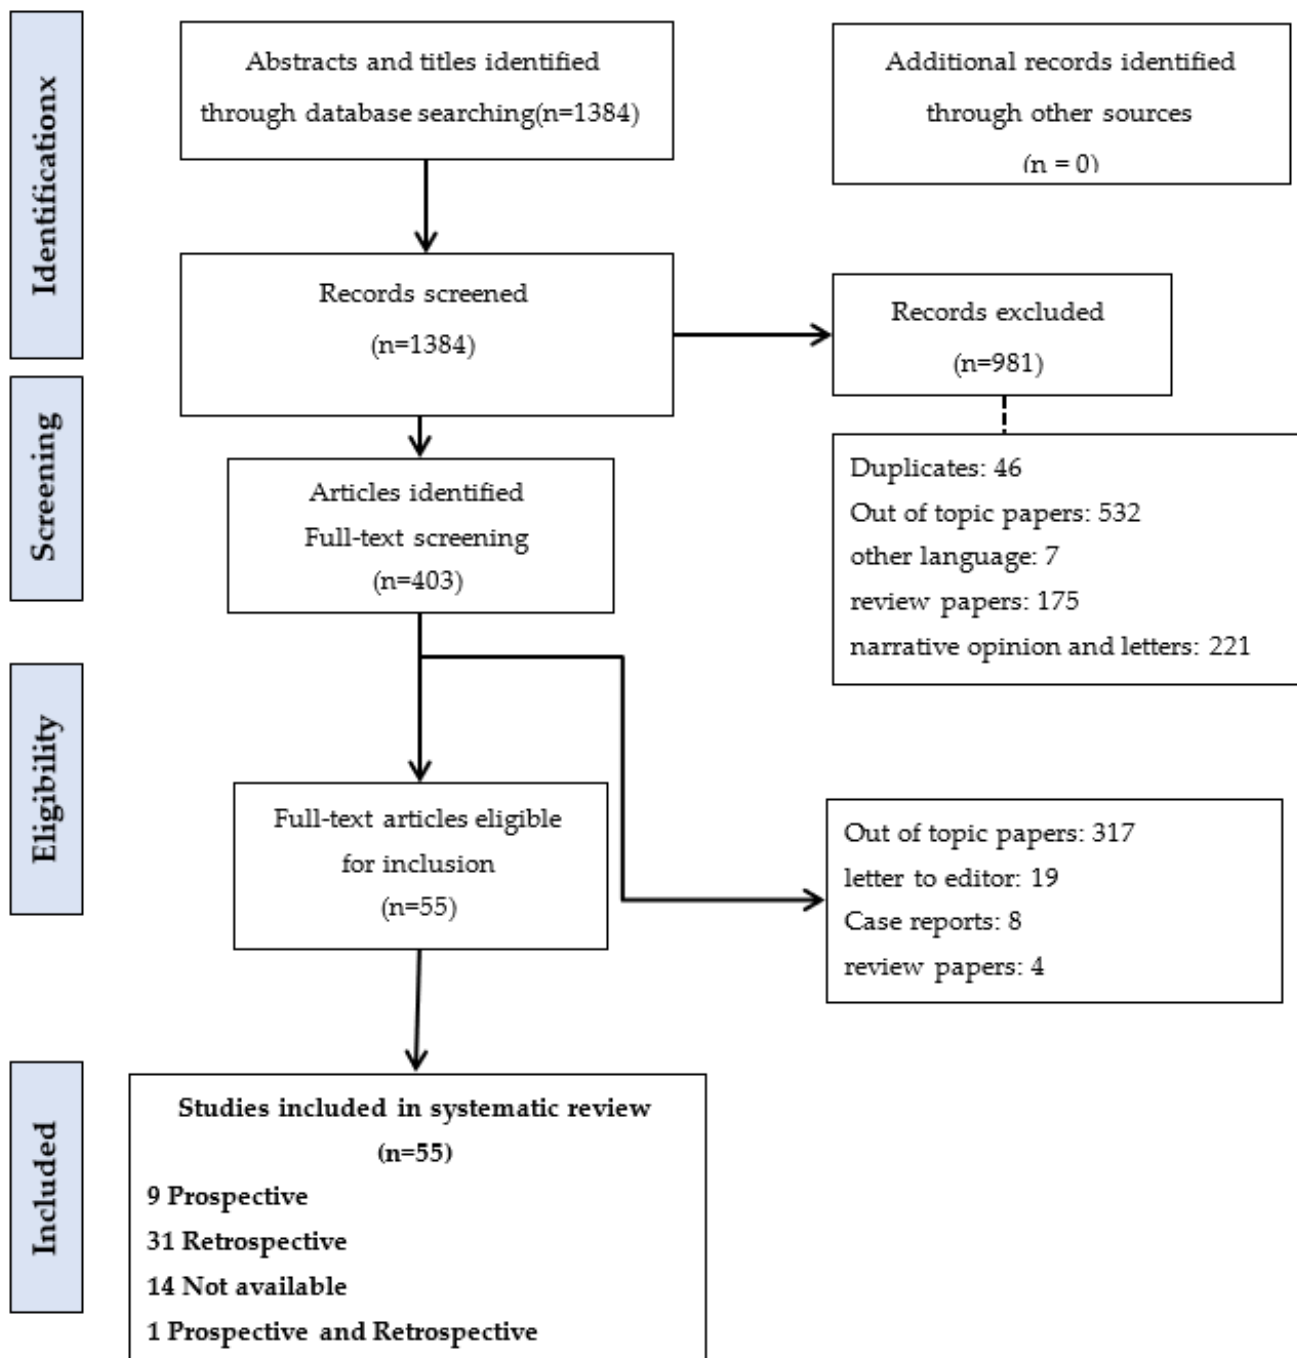 Identificationx
Abstracts and titles identified
through database searching(n=1384)
Additional records identified
through other sources
(n = 0)
Records screened
(n=1384)
Records excluded
(n=981)
Screening
Articles identified
Full-text screening
(n=403)
Duplicates: 46
Out of topic papers: 532
other language: 7
review papers: 175
narrative opinion and letters: 221
Eligibility
Full-text articles eligible
for inclusion
(n=55)
Out of topic papers: 317
letter to editor: 19
Case reports: 8
review papers: 4
Included
Studies included in systematic review
(n=55)
9 Prospective
31 Retrospective
14 Not available
1 Prospective and Retrospective